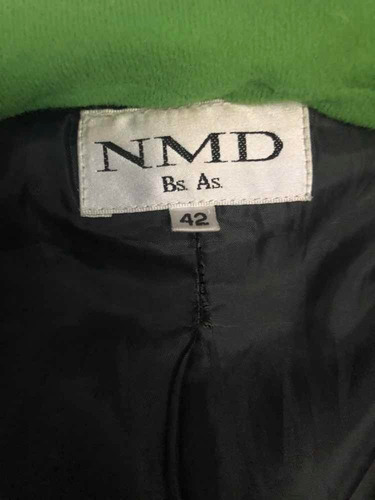 NMD
Bs. As.
42